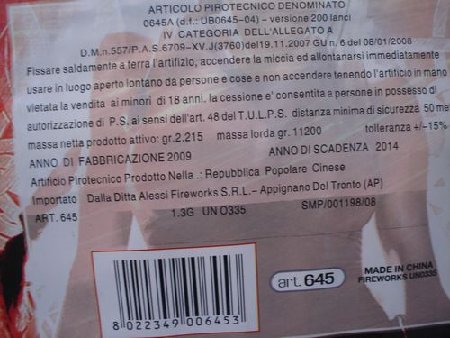 ARTICOLO PIROTECNICO DENOMINATO
0645A (d.f.: UB0645-04) - versione 200 lanci
IV CATEGORIA DELL'ALLEGATO A
D.M.n.557/P.A.S.6709-XV.J(3760)del19.11.2007 GU n.6 del 08/01/2008
Fissare saldamente a terra l'artifizio, accendere la miccia ed allontanarsi immediatamente
usare in luogo aperto lontano da persone e cose e non accendere tenendo l'artificio in mano
vietata la vendita ai minori di 18 anni, la cessione e' consentita a persone in possesso di
autorizzazione di P.S. ai sensi dell'art. 48 del T.U.L.P.S. distanza minima di sicurezza 50 m
massa netta prodotto attivo: gr.2.215 massa lorda gr.11200 tolleranza +/-15%
ANNO DI FABBRICAZIONE 2009 ANNO DI SCADENZA 2014
Artificio Pirotecnico Prodotto Nella .: Repubblica Popolare Cinese
Importato Dalla Ditta Alessi Fireworks S.R.L.- Appignano Del Tronto (AP)
ART. 645 1.3G UN0335 SMP/001198/08
art. 645
MADE IN CHINA
FIREWORKS UN0335
8 022349 006453